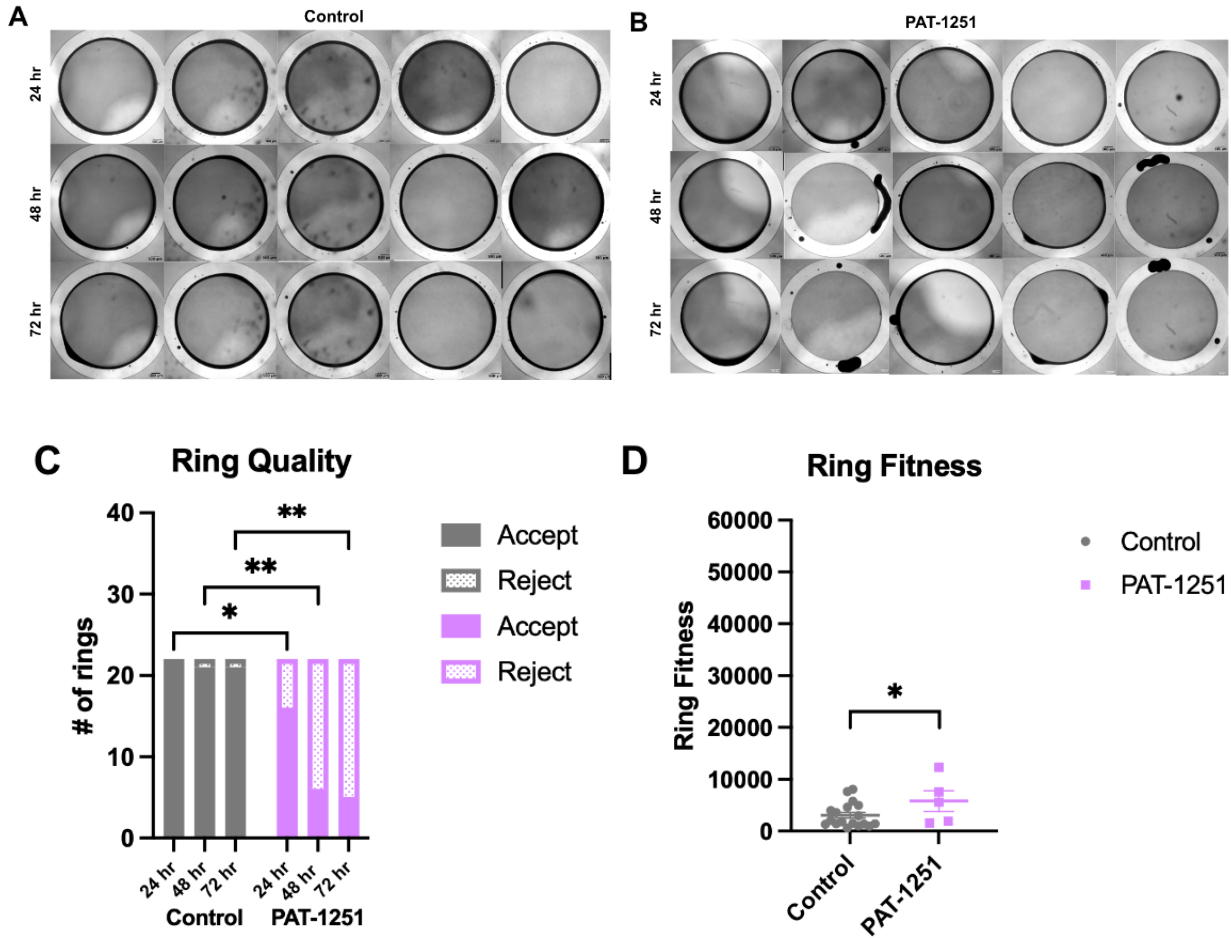 A
Control
24 hr
48 hr
72 hr
B
PAT-1251
24 hr
48 hr
72 hr
C
Ring Quality
# of rings
40
30
20
10
0
**
**
*
24 hr
48 hr
72 hr
24 hr
48 hr
72 hr
Control
PAT-1251
Accept
Reject
Accept
Reject
D
Ring Fitness
Ring Fitness
60000
50000
40000
30000
20000
10000
0
*
Control
PAT-1251
Control
PAT-1251